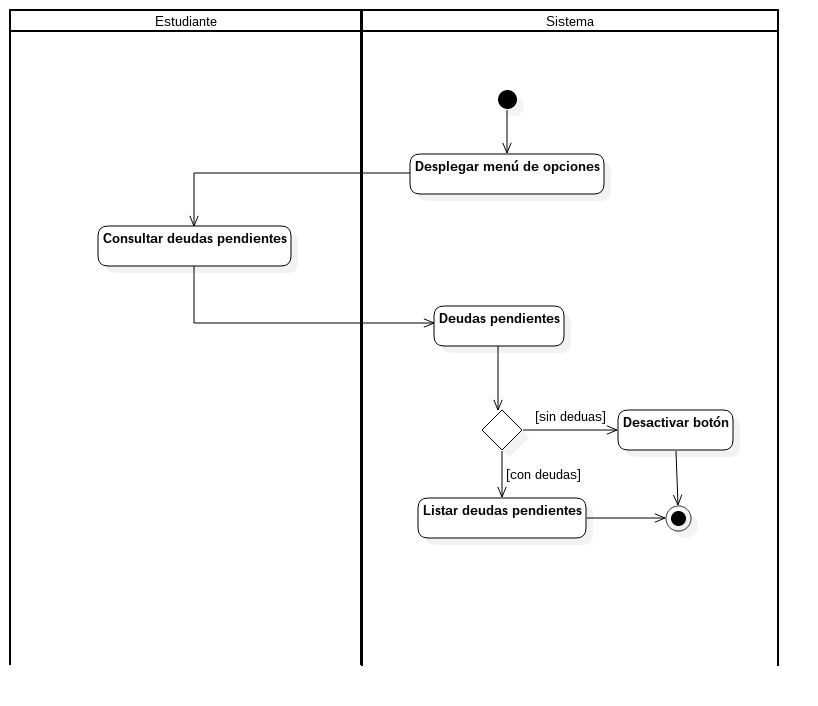 Estudiante
Sistema
Desplegar menú de opciones
Consultar deudas pendientes
Deudas pendientes
[sin deduas]
Desactivar botón
[con deudas]
Listar deudas pendientes